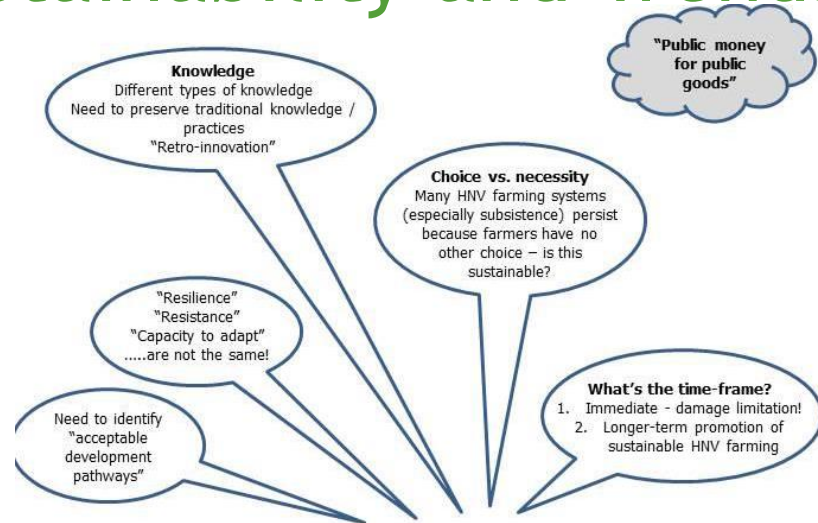 "Public money
for public
goods"
Knowledge
Different types of knowledge
Need to preserve traditional knowledge /
practices
"Retro-innovation"
Choice vs. necessity
Many HNV farming systems
(especially subsistence) persist
because farmers have no
other choice – is this
sustainable?
"Resilience"
"Resistance"
"Capacity to adapt"
.....are not the same!
What's the time-frame?
1. Immediate - damage limitation!
2. Longer-term promotion of
sustainable HNV farming
Need to identify
"acceptable
development
pathways"